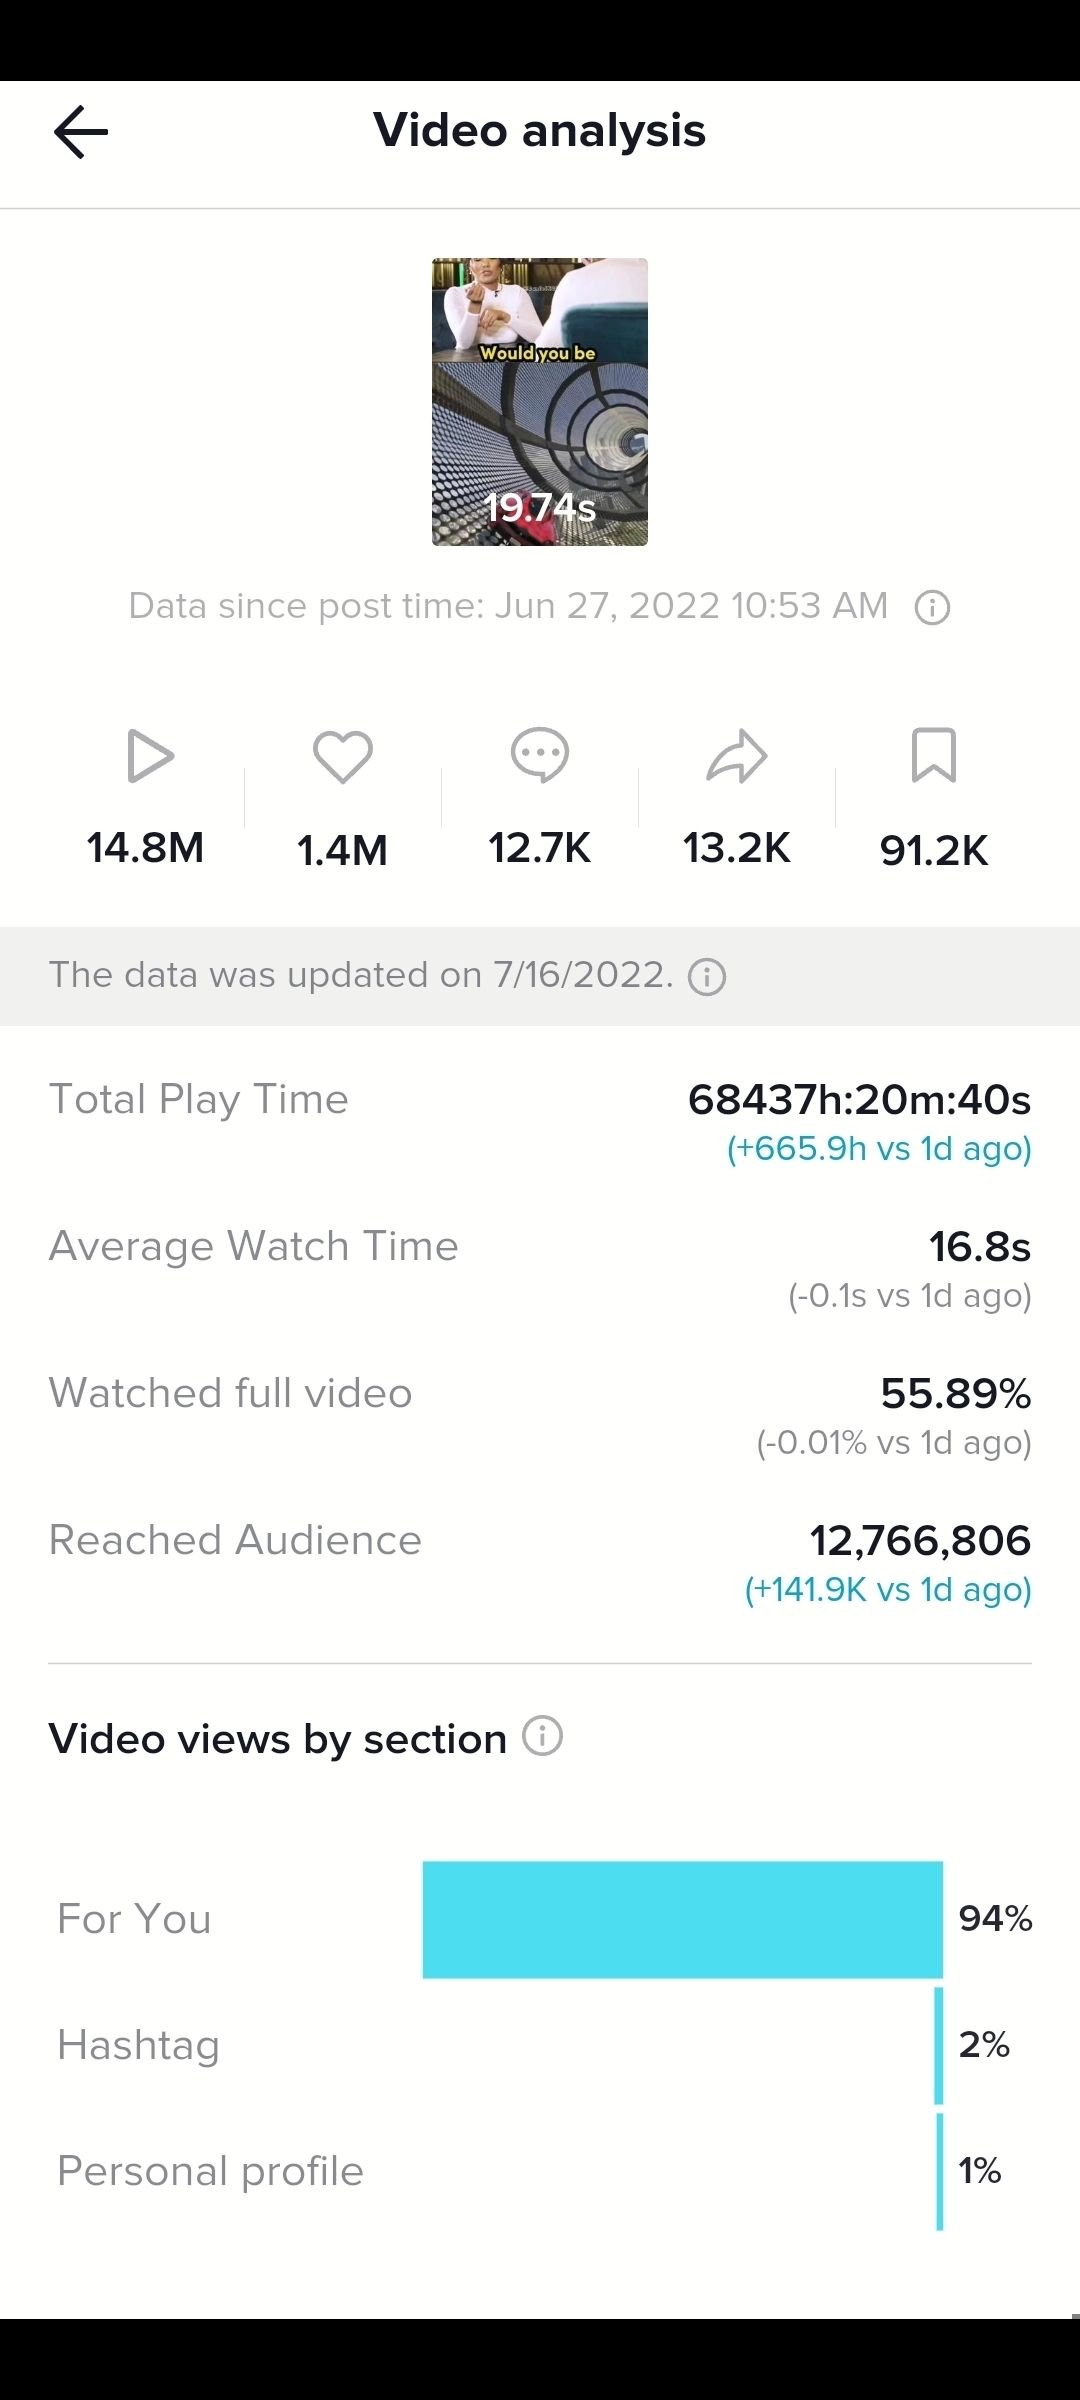 Video analysis
Would you be
19.74s
Data since post time: Jun 27, 2022 10:53 AM
14.8M 1.4M 12.7K 13.2K 91.2K
The data was updated on 7/16/2022.
Total Play Time 68437h:20m:40s
(+665.9h vs 1d ago)
Average Watch Time 16.8s
(-0.1s vs 1d ago)
Watched full video 55.89%
(-0.01% vs 1d ago)
Reached Audience 12,766,806
(+141.9K vs 1d ago)
Video views by section
For You 94%
Hashtag 2%
Personal profile 1%